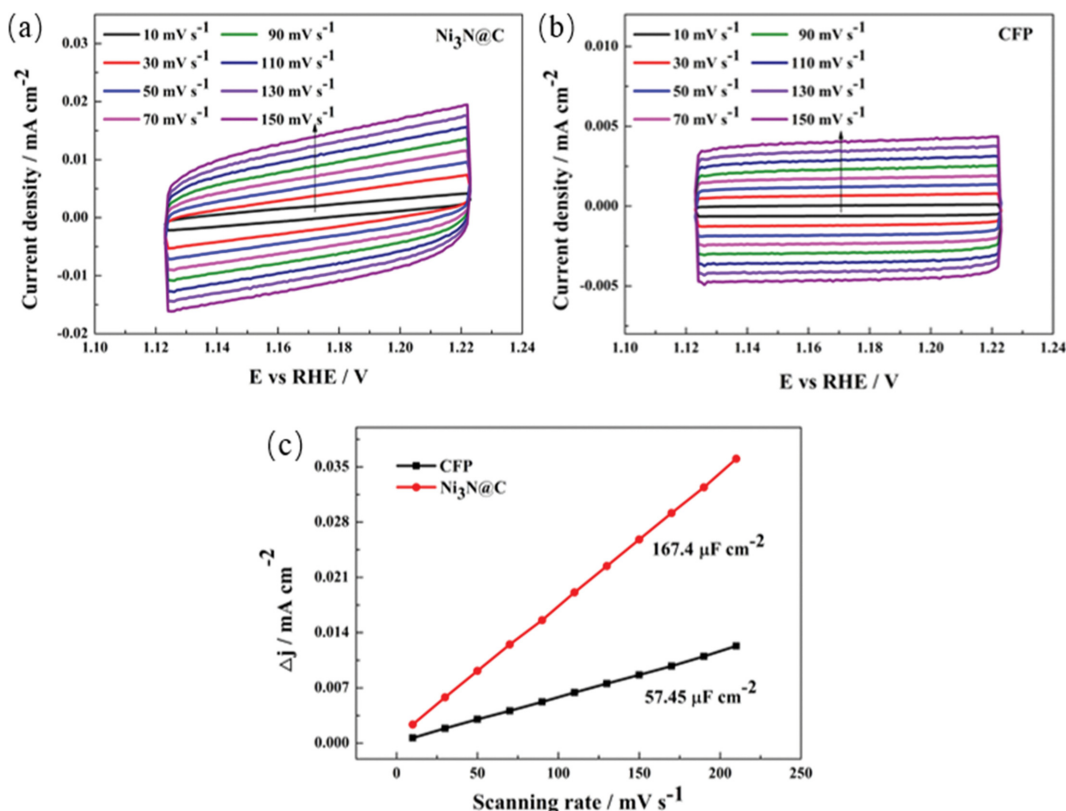 (a)
10 mV s⁻¹ 90 mV s⁻¹
30 mV s⁻¹ 110 mV s⁻¹
50 mV s⁻¹ 130 mV s⁻¹
70 mV s⁻¹ 150 mV s⁻¹
Ni₃N@C
Current density / mA cm⁻²
0.03
0.02
0.01
0.00
-0.01
-0.02
1.10 1.12 1.14 1.16 1.18 1.20 1.22 1.24
E vs RHE / V
(b)
10 mV s⁻¹ 90 mV s⁻¹
30 mV s⁻¹ 110 mV s⁻¹
50 mV s⁻¹ 130 mV s⁻¹
70 mV s⁻¹ 150 mV s⁻¹
CFP
Current density / mA cm⁻²
0.010
0.005
0.000
-0.005
1.10 1.12 1.14 1.16 1.18 1.20 1.22 1.24
E vs RHE / V
(c)
CFP
Ni₃N@C
△j / mA cm⁻²
0.035
0.028
0.021
0.014
0.007
0.000
167.4 μF cm⁻²
57.45 μF cm⁻²
0 50 100 150 200 250
Scanning rate / mV s⁻¹